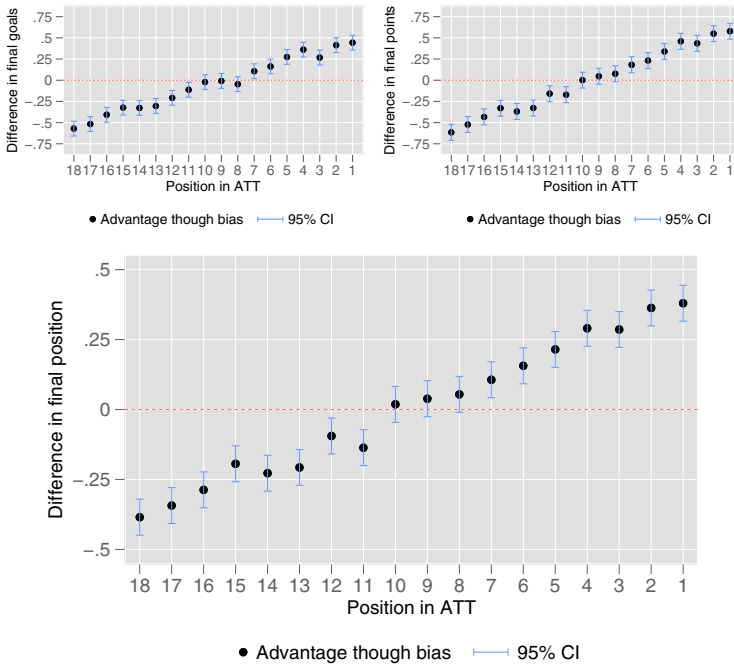 Difference in final goals
.75
.5
.25
0
−.25
−.5
−.75
18 17 16 15 14 13 12 11 10 9 8 7 6 5 4 3 2 1
Position in ATT
Advantage though bias 95% CI
Difference in final points
.75
.5
.25
0
−.25
−.5
−.75
18 17 16 15 14 13 12 11 10 9 8 7 6 5 4 3 2 1
Position in ATT
Advantage though bias 95% CI
Difference in final position
.5
.25
0
−.25
−.5
18 17 16 15 14 13 12 11 10 9 8 7 6 5 4 3 2 1
Position in ATT
Advantage though bias 95% CI